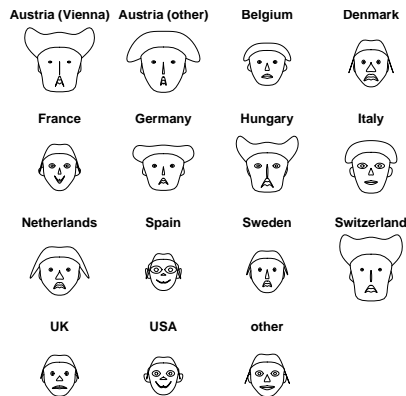 Austria (Vienna) Austria (other) Belgium Denmark
France Germany Hungary Italy
Netherlands Spain Sweden Switzerland
UK USA other